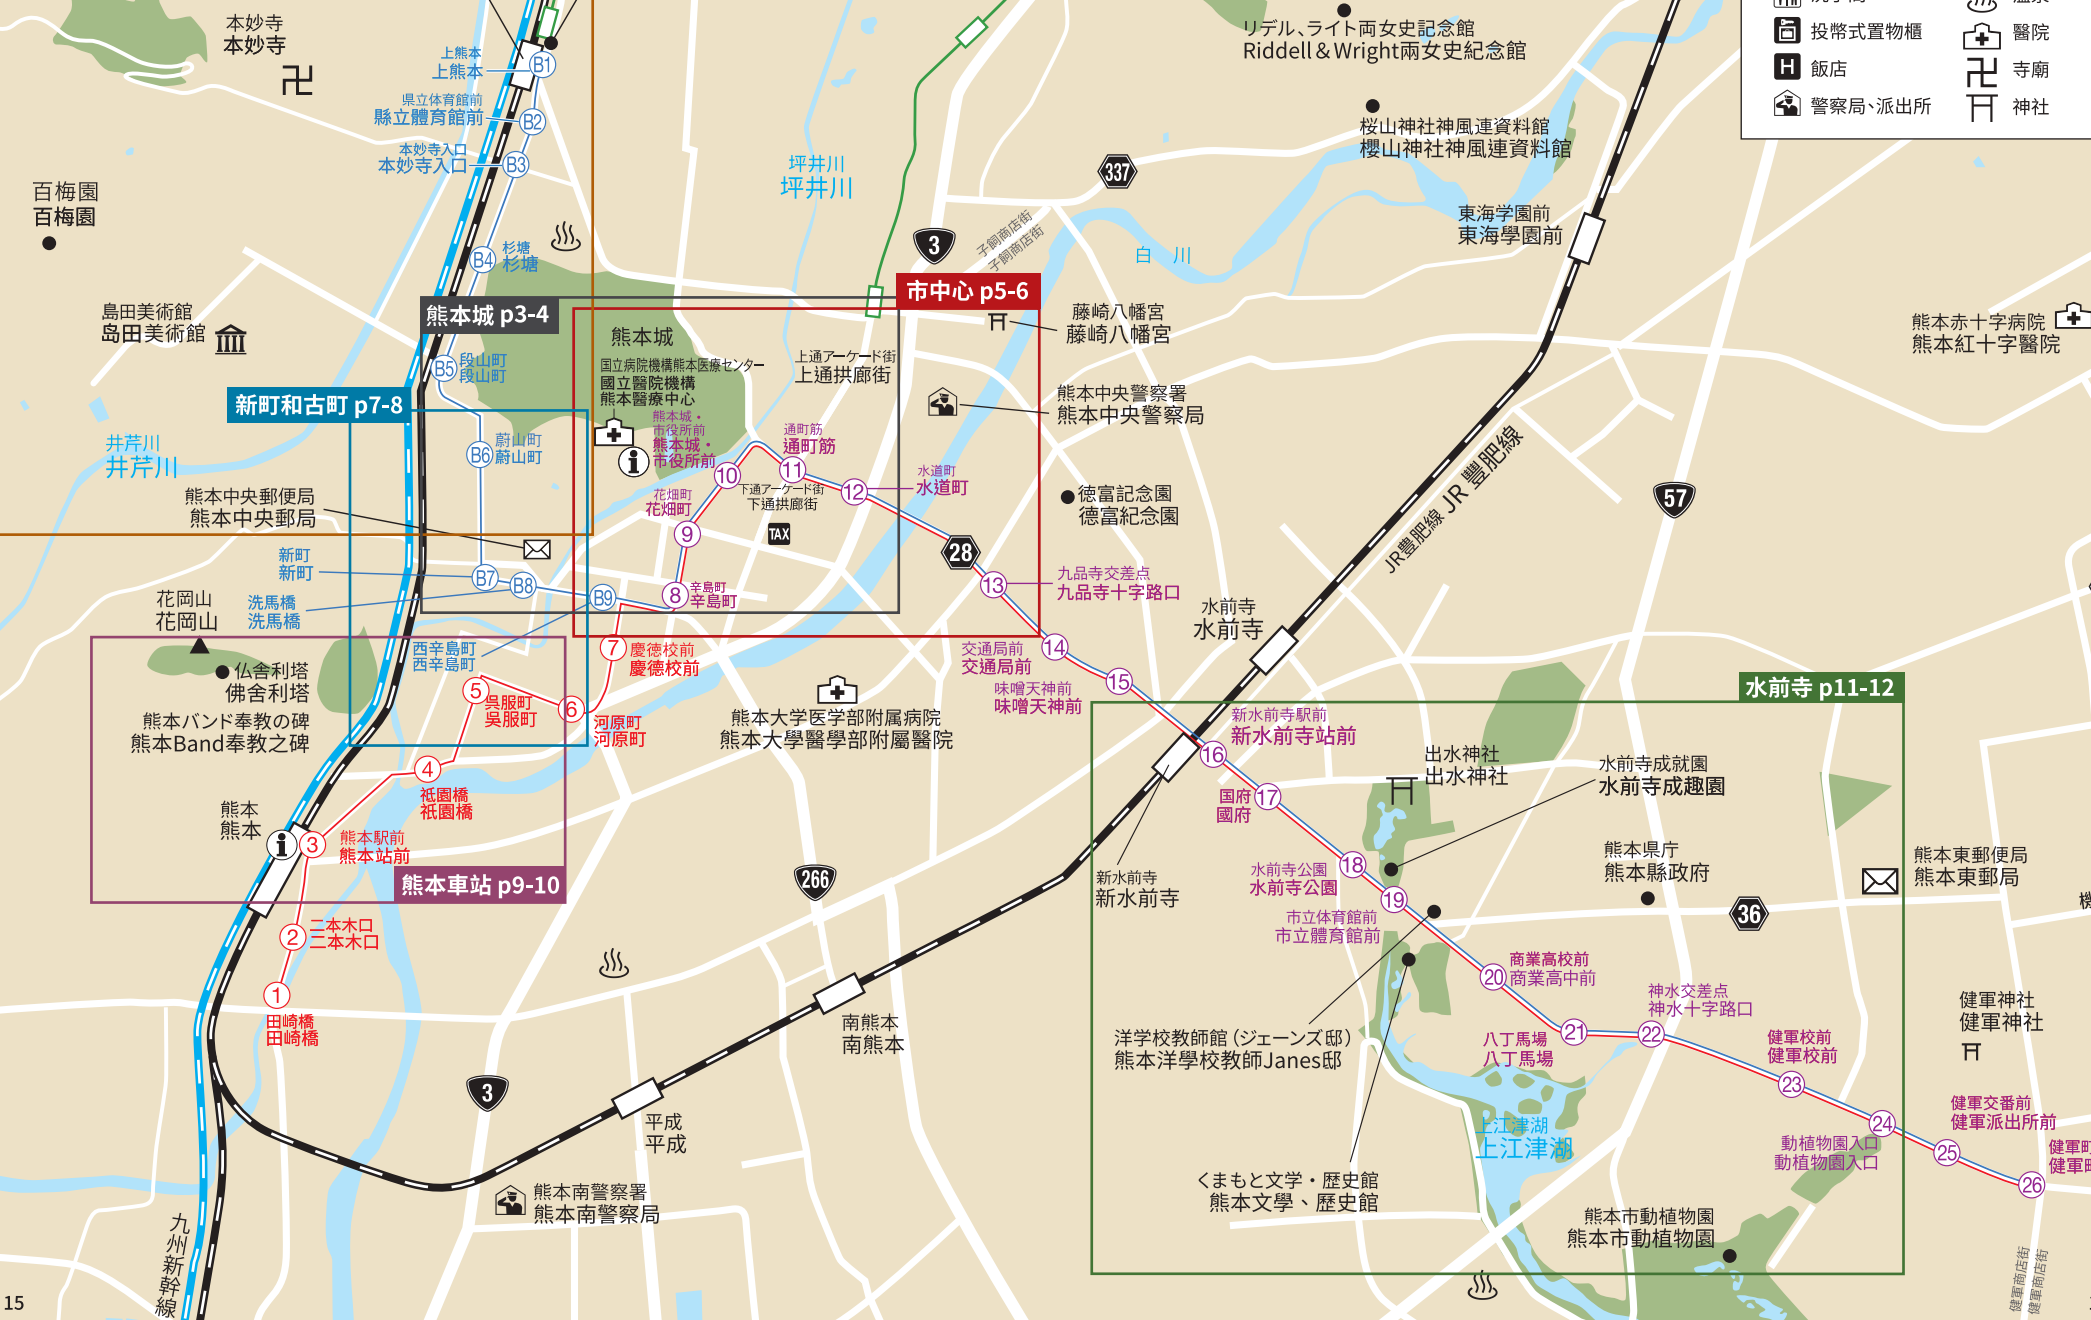 本妙寺
本妙寺
上熊本
上熊本
B1
県立体育館前
縣立體育館前
B2
本妙寺入口
本妙寺入口
B3
坪井川
坪井川
リデル、ライト両女史記念館
Riddell＆Wright兩女史紀念館
投幣式置物櫃
醫院
飯店
寺廟
警察局、派出所
神社
桜山神社神風連資料館
櫻山神社神風連資料館
337
百梅園
百梅園
子飼商店街
子飼商店街
3
白 川
東海学園前
東海學園前
B4
杉塘
杉塘
島田美術館
島田美術館
熊本城 p3-4
市中心 p5-6
熊本城
藤崎八幡宮
藤崎八幡宮
熊本赤十字病院
熊本紅十字醫院
B5
段山町
段山町
国立病院機構熊本医療センター
國立醫院機構
熊本醫療中心
上通アーケード街
上通拱廊街
熊本中央警察署
熊本中央警察局
新町和古町 p7-8
熊本城・
市役所前
熊本城・
市役所前
通町筋
通町筋
井芹川
井芹川
B6
蔚山町
蔚山町
10
11
12
水道町
水道町
下通アーケード街
下通拱廊街
TAX
熊本中央郵便局
熊本中央郵局
花畑町
花畑町
9
徳富記念園
德富紀念園
JR豊肥線 JR 豐肥線
57
28
新町
新町
B7
B8
B9
洗馬橋
洗馬橋
8
辛島町
辛島町
13
九品寺交差点
九品寺十字路口
花岡山
花岡山
西辛島町
西辛島町
7
慶徳校前
慶德校前
14
交通局前
交通局前
水前寺
水前寺
仏舎利塔
佛舍利塔
5
呉服町
吳服町
6
河原町
河原町
15
味噌天神前
味噌天神前
水前寺 p11-12
熊本バンド奉教の碑
熊本Band奉教之碑
熊本大学医学部附属病院
熊本大學醫學部附屬醫院
新水前寺駅前
新水前寺站前
16
4
祗園橋
祗園橋
出水神社
出水神社
水前寺成就園
水前寺成趣園
国府
國府
17
熊本
熊本
3
熊本駅前
熊本站前
熊本車站 p9-10
266
新水前寺
新水前寺
水前寺公園
水前寺公園
18
19
熊本県庁
熊本縣政府
36
熊本東郵便局
熊本東郵局
2
二本木口
二本木口
市立体育館前
市立體育館前
1
田崎橋
田崎橋
20
商業高校前
商業高中前
南熊本
南熊本
洋学校教師館（ジェーンズ邸）
熊本洋學校教師Janes邸
八丁馬場
八丁馬場
21
22
神水交差点
神水十字路口
健軍神社
健軍神社
健軍校前
健軍校前
23
3
平成
平成
上江津湖
上江津湖
24
動植物園入口
動植物園入口
健軍交番前
健軍派出所前
25
健軍町
健軍町
26
熊本南警察署
熊本南警察局
くまもと文学・歴史館
熊本文學、歷史館
熊本市動植物園
熊本市動植物園
九州新幹線
健軍商店街
健軍商店街
15